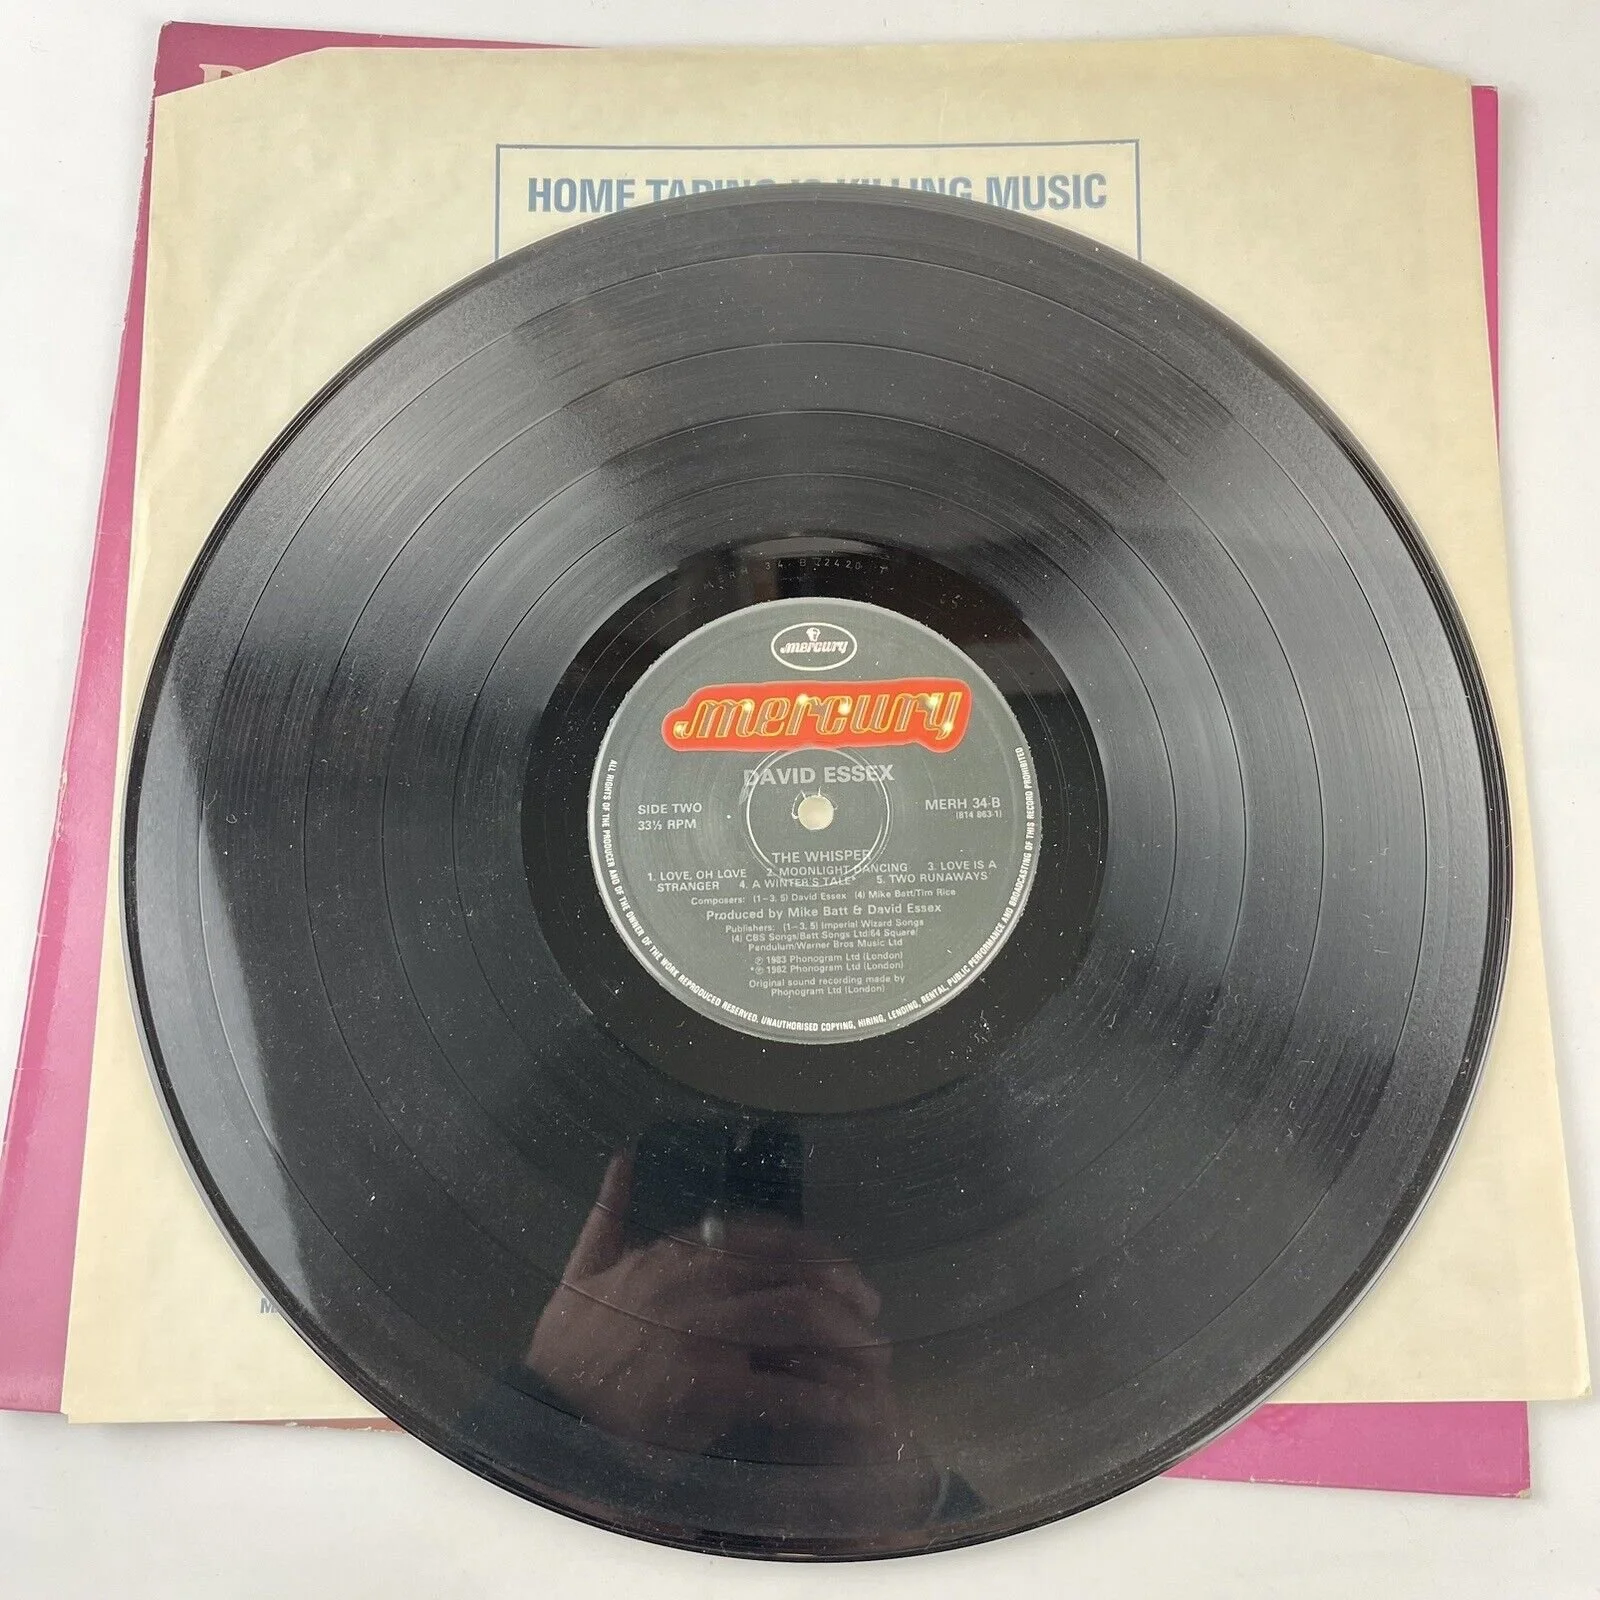 HOME TAPING IS KILLING MUSIC
MERH 34 B
mercury
mercury
DAVID ESSEX
SIDE TWO
33⅓ RPM
MERH 34-B
(814 863-1)
THE WHISPER
1. LOVE, OH LOVE 2. MOONLIGHT DANCING 3. LOVE IS A
STRANGER 4. A WINTER'S TALE* 5. TWO RUNAWAYS
Composers: (1-3, 5) David Essex (4) Mike Batt/Tim Rice
Produced by Mike Batt & David Essex
Publishers: (1-3, 5) Imperial Wizard Songs
(4) CBS Songs/Batt Songs Ltd/64 Square/
Pendulum/Warner Bros Music Ltd
℗ 1983 Phonogram Ltd (London)
*℗ 1982 Phonogram Ltd (London)
Original sound recording made by
Phonogram Ltd (London)
ALL RIGHTS OF THE PRODUCER AND OF THE OWNER OF THE WORK REPRODUCED RESERVED. UNAUTHORISED COPYING, HIRING, LENDING, RENTAL, PUBLIC PERFORMANCE AND BROADCASTING OF THIS RECORD PROHIBITED